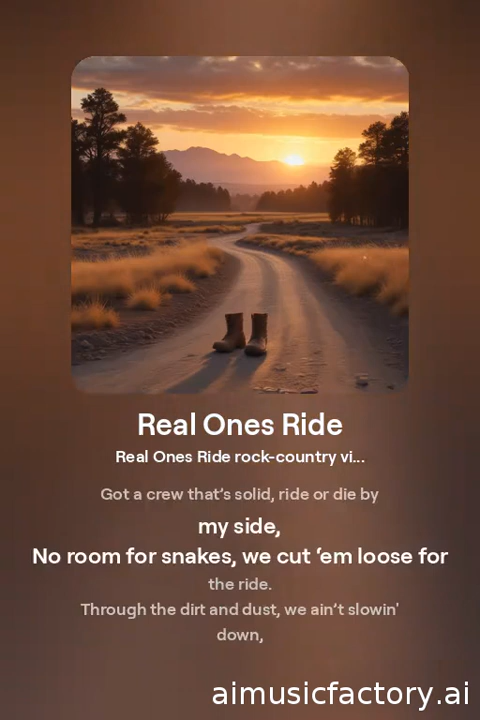 Real Ones Ride
Real Ones Ride rock-country vi...
Got a crew that’s solid, ride or die by
my side,
No room for snakes, we cut ‘em loose for
the ride.
Through the dirt and dust, we ain’t slowin'
down,
aimusicfactory.ai